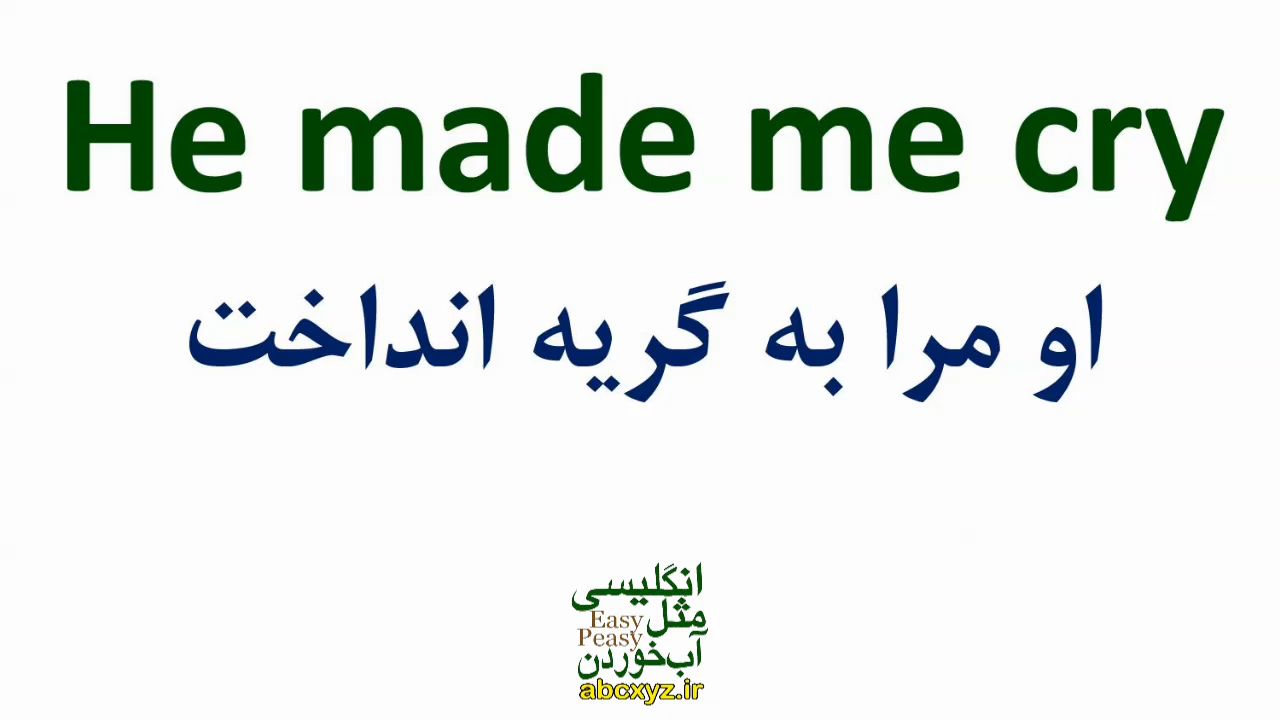 He made me cry
او مرا به گریه انداخت
انگلیسی
مثل Easy
Peasy
آب‌خوردن
abcxyz.ir